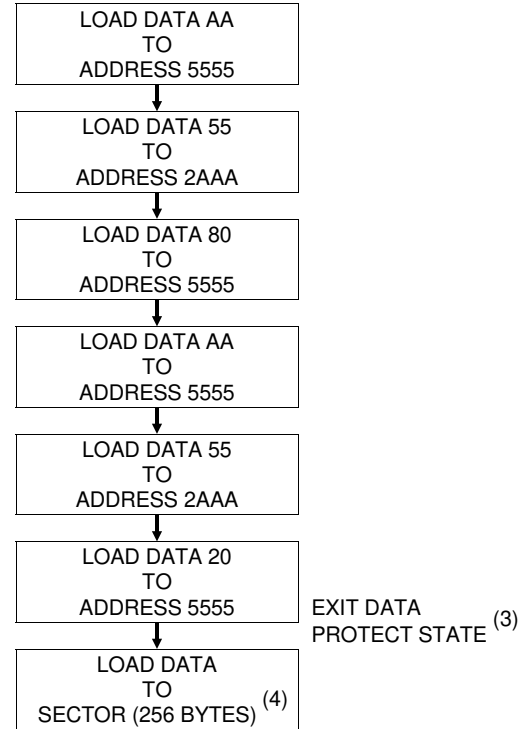 LOAD DATA AA
TO
ADDRESS 5555
LOAD DATA 55
TO
ADDRESS 2AAA
LOAD DATA 80
TO
ADDRESS 5555
LOAD DATA AA
TO
ADDRESS 5555
LOAD DATA 55
TO
ADDRESS 2AAA
LOAD DATA 20
TO
ADDRESS 5555
EXIT DATA
PROTECT STATE (3)
LOAD DATA
TO
SECTOR (256 BYTES) (4)